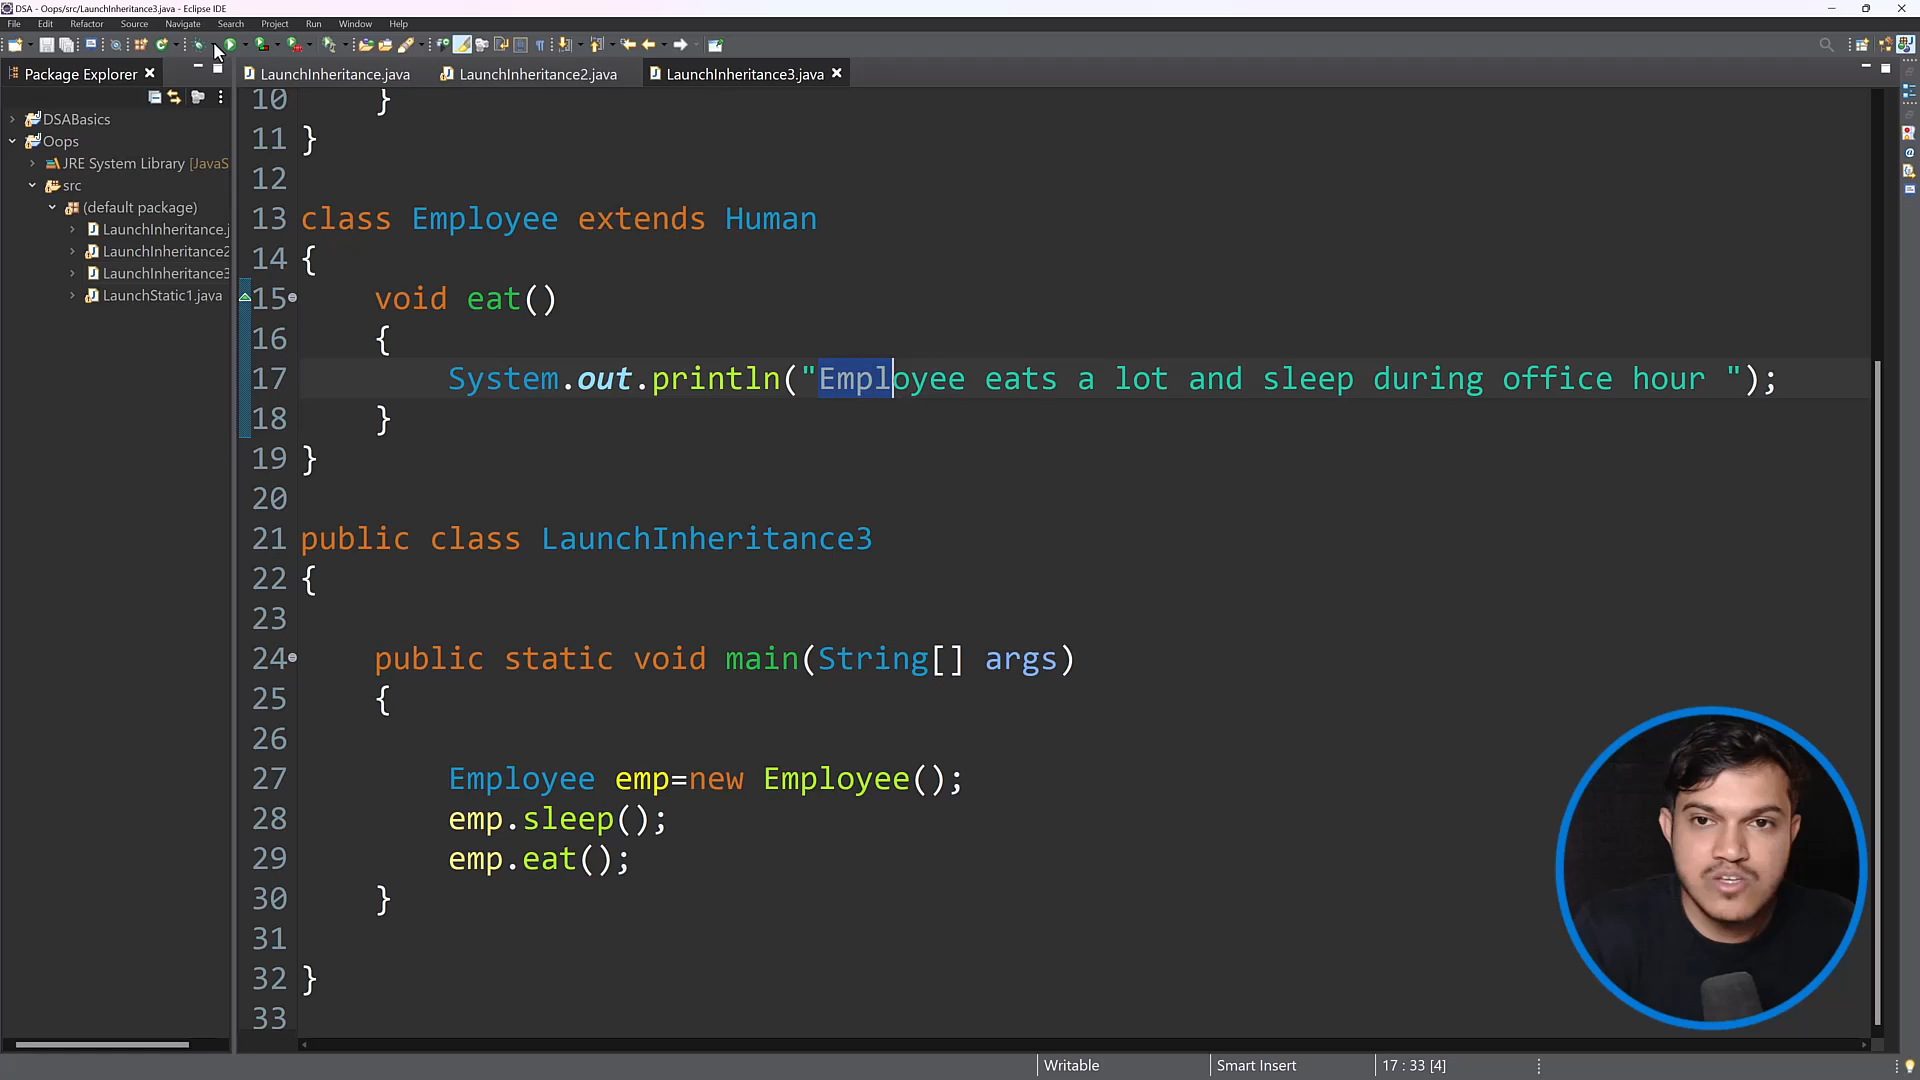 DSA - Oops/src/LaunchInheritance3.java - Eclipse IDE
File Edit Refactor Source Navigate Search Project Run Window Help
Package Explorer
LaunchInheritance.java LaunchInheritance2.java LaunchInheritance3.java
DSABasics
Oops
JRE System Library [JavaS
src
(default package)
LaunchInheritance.j
LaunchInheritance2
LaunchInheritance3
LaunchStatic1.java
10 }
11 }
12
13 class Employee extends Human
14 {
15 void eat()
16 {
17 System.out.println("Employee eats a lot and sleep during office hour ");
18 }
19 }
20
21 public class LaunchInheritance3
22 {
23
24 public static void main(String[] args)
25 {
26
27 Employee emp=new Employee();
28 emp.sleep();
29 emp.eat();
30 }
31
32 }
33
Writable Smart Insert 17 : 33 [4]